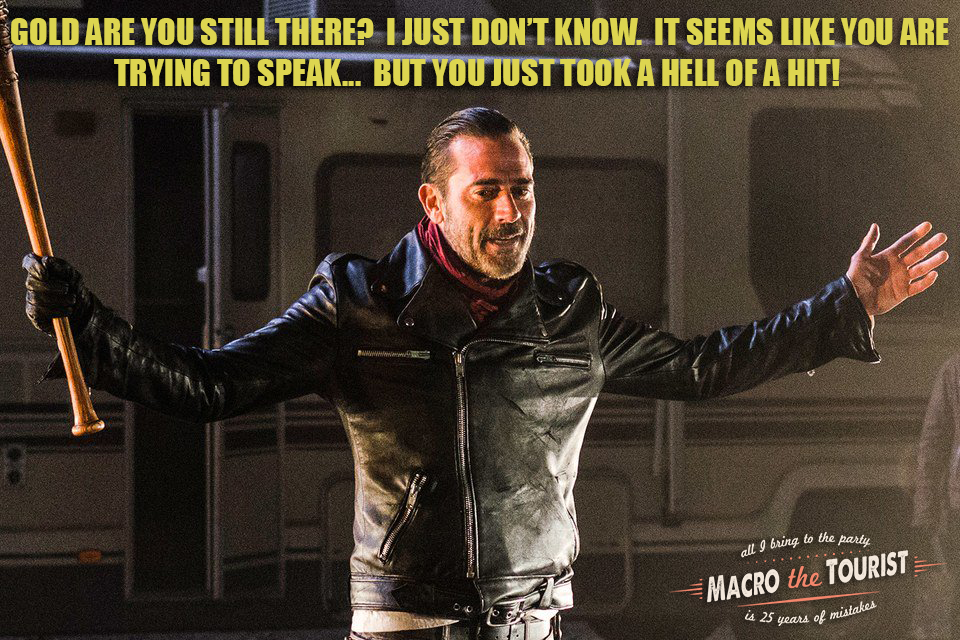 GOLD ARE YOU STILL THERE?  I JUST DON'T KNOW.  IT SEEMS LIKE YOU ARE
TRYING TO SPEAK...  BUT YOU JUST TOOK A HELL OF A HIT!
all I bring to the party
MACRO the TOURIST
is 25 years of mistakes